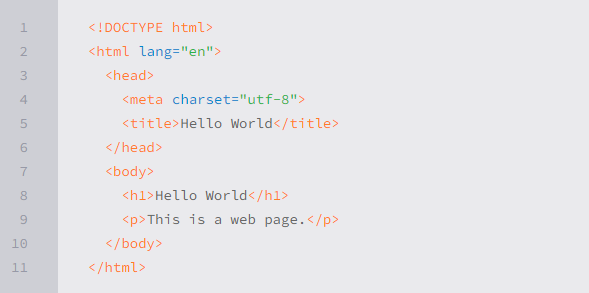 1 <!DOCTYPE html>
2 <html lang="en">
3   <head>
4     <meta charset="utf-8">
5     <title>Hello World</title>
6   </head>
7   <body>
8     <h1>Hello World</h1>
9     <p>This is a web page.</p>
10   </body>
11 </html>